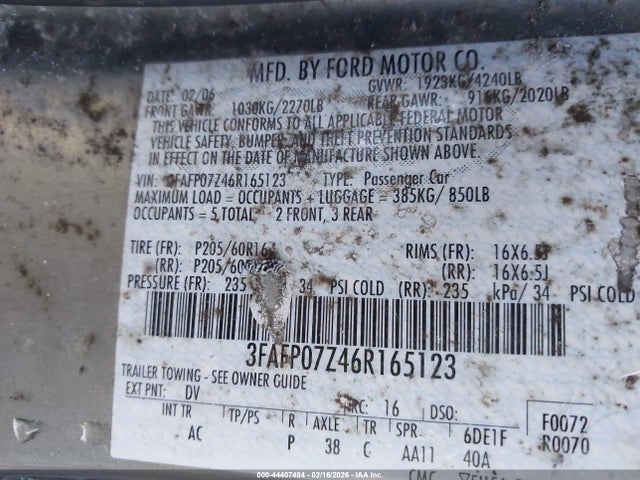 MFD. BY FORD MOTOR CO.
DATE: 02/06 GVWR: 1923KG/4240LB
FRONT GAWR: 1030KG/2270LB REAR GAWR: 916KG/2020LB
THIS VEHICLE CONFORMS TO ALL APPLICABLE FEDERAL MOTOR
VEHICLE SAFETY, BUMPER, AND THEFT PREVENTION STANDARDS
IN EFFECT ON THE DATE OF MANUFACTURE SHOWN ABOVE.
VIN: 3FAFP07Z46R165123 TYPE: Passenger Car
MAXIMUM LOAD = OCCUPANTS + LUGGAGE = 385KG/ 850LB
OCCUPANTS = 5 TOTAL 2 FRONT, 3 REAR
TIRE (FR): P205/60R16 RIMS (FR): 16X6.5J
(RR): P205/60 (RR): 16X6.5J
PRESSURE (FR): 235 34 PSI COLD (RR): 235 kPa/ 34 PSI COLD
3FAFP07Z46R165123
TRAILER TOWING - SEE OWNER GUIDE
EXT PNT: DV RC: 16 DSO: F0072
INT TR TP/PS R AXLE TR SPR 6DE1F R0070
AC P 38 C AA11 40A
000-44407484 - 02/16/2026 - IAA Inc.